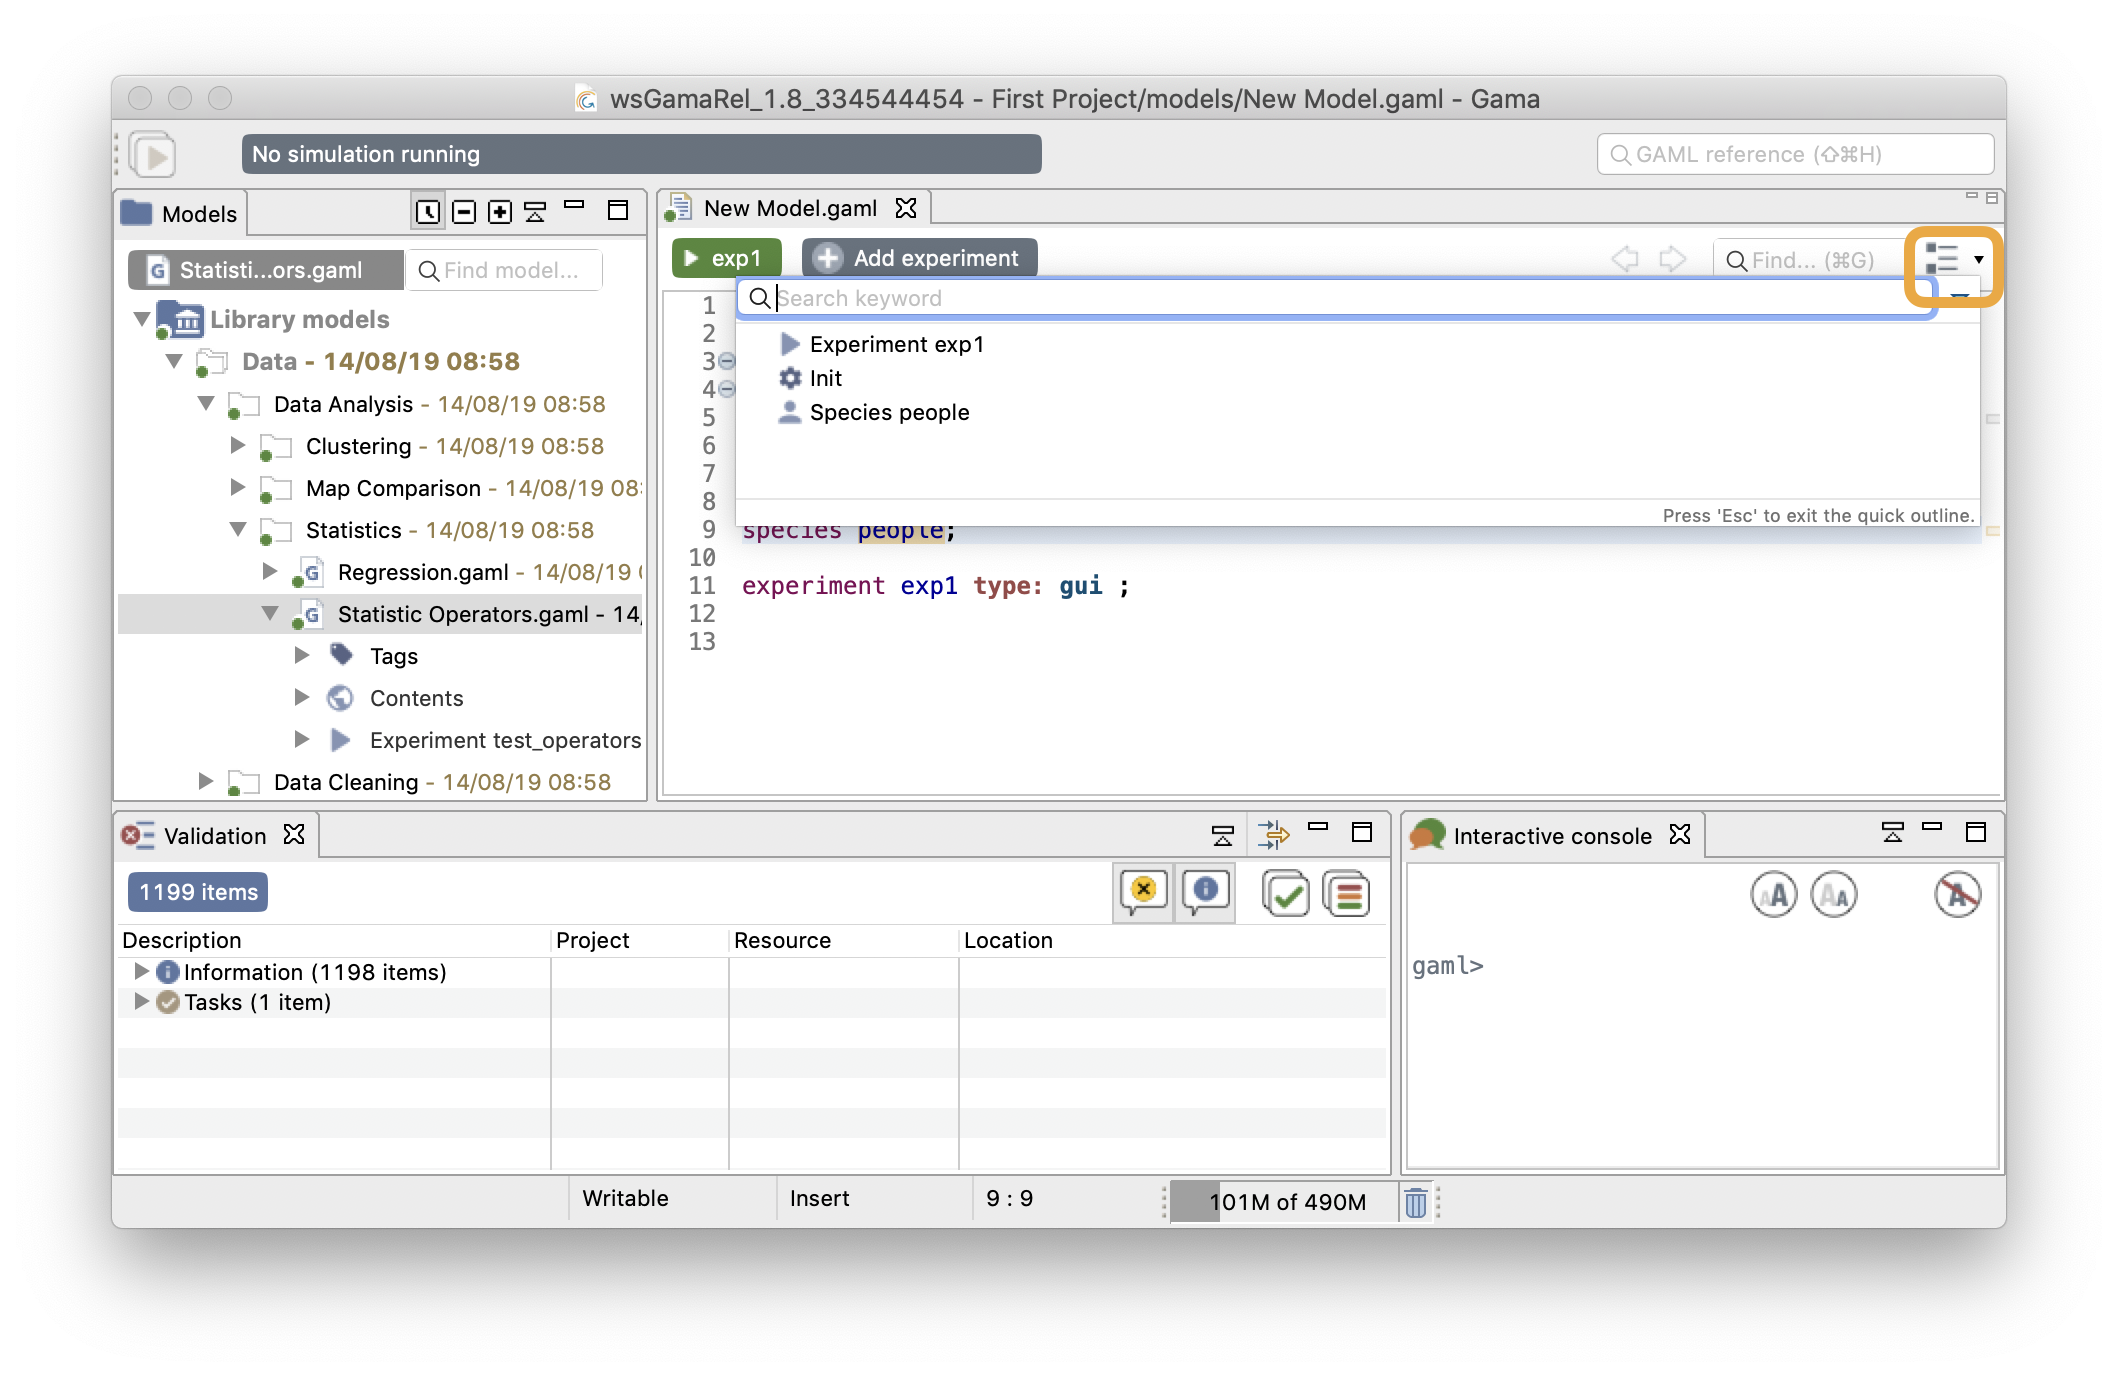 wsGamaRel_1.8_334544454 - First Project/models/New Model.gaml - Gama
No simulation running
GAML reference (⇧⌘H)
Models
Statisti...ors.gaml
Find model...
Library models
Data - 14/08/19 08:58
Data Analysis - 14/08/19 08:58
Clustering - 14/08/19 08:58
Map Comparison - 14/08/19 08:
Statistics - 14/08/19 08:58
Regression.gaml - 14/08/19
Statistic Operators.gaml - 14/
Tags
Contents
Experiment test_operators
Data Cleaning - 14/08/19 08:58
New Model.gaml
exp1
Add experiment
Find... (⌘G)
Search keyword
Experiment exp1
Init
Species people
Press 'Esc' to exit the quick outline.
1
2
3
4
5
6
7
8
9 species people;
10
11 experiment exp1 type: gui ;
12
13
Validation
1199 items
Description Project Resource Location
Information (1198 items)
Tasks (1 item)
Interactive console
gaml>
Writable
Insert
9 : 9
101M of 490M